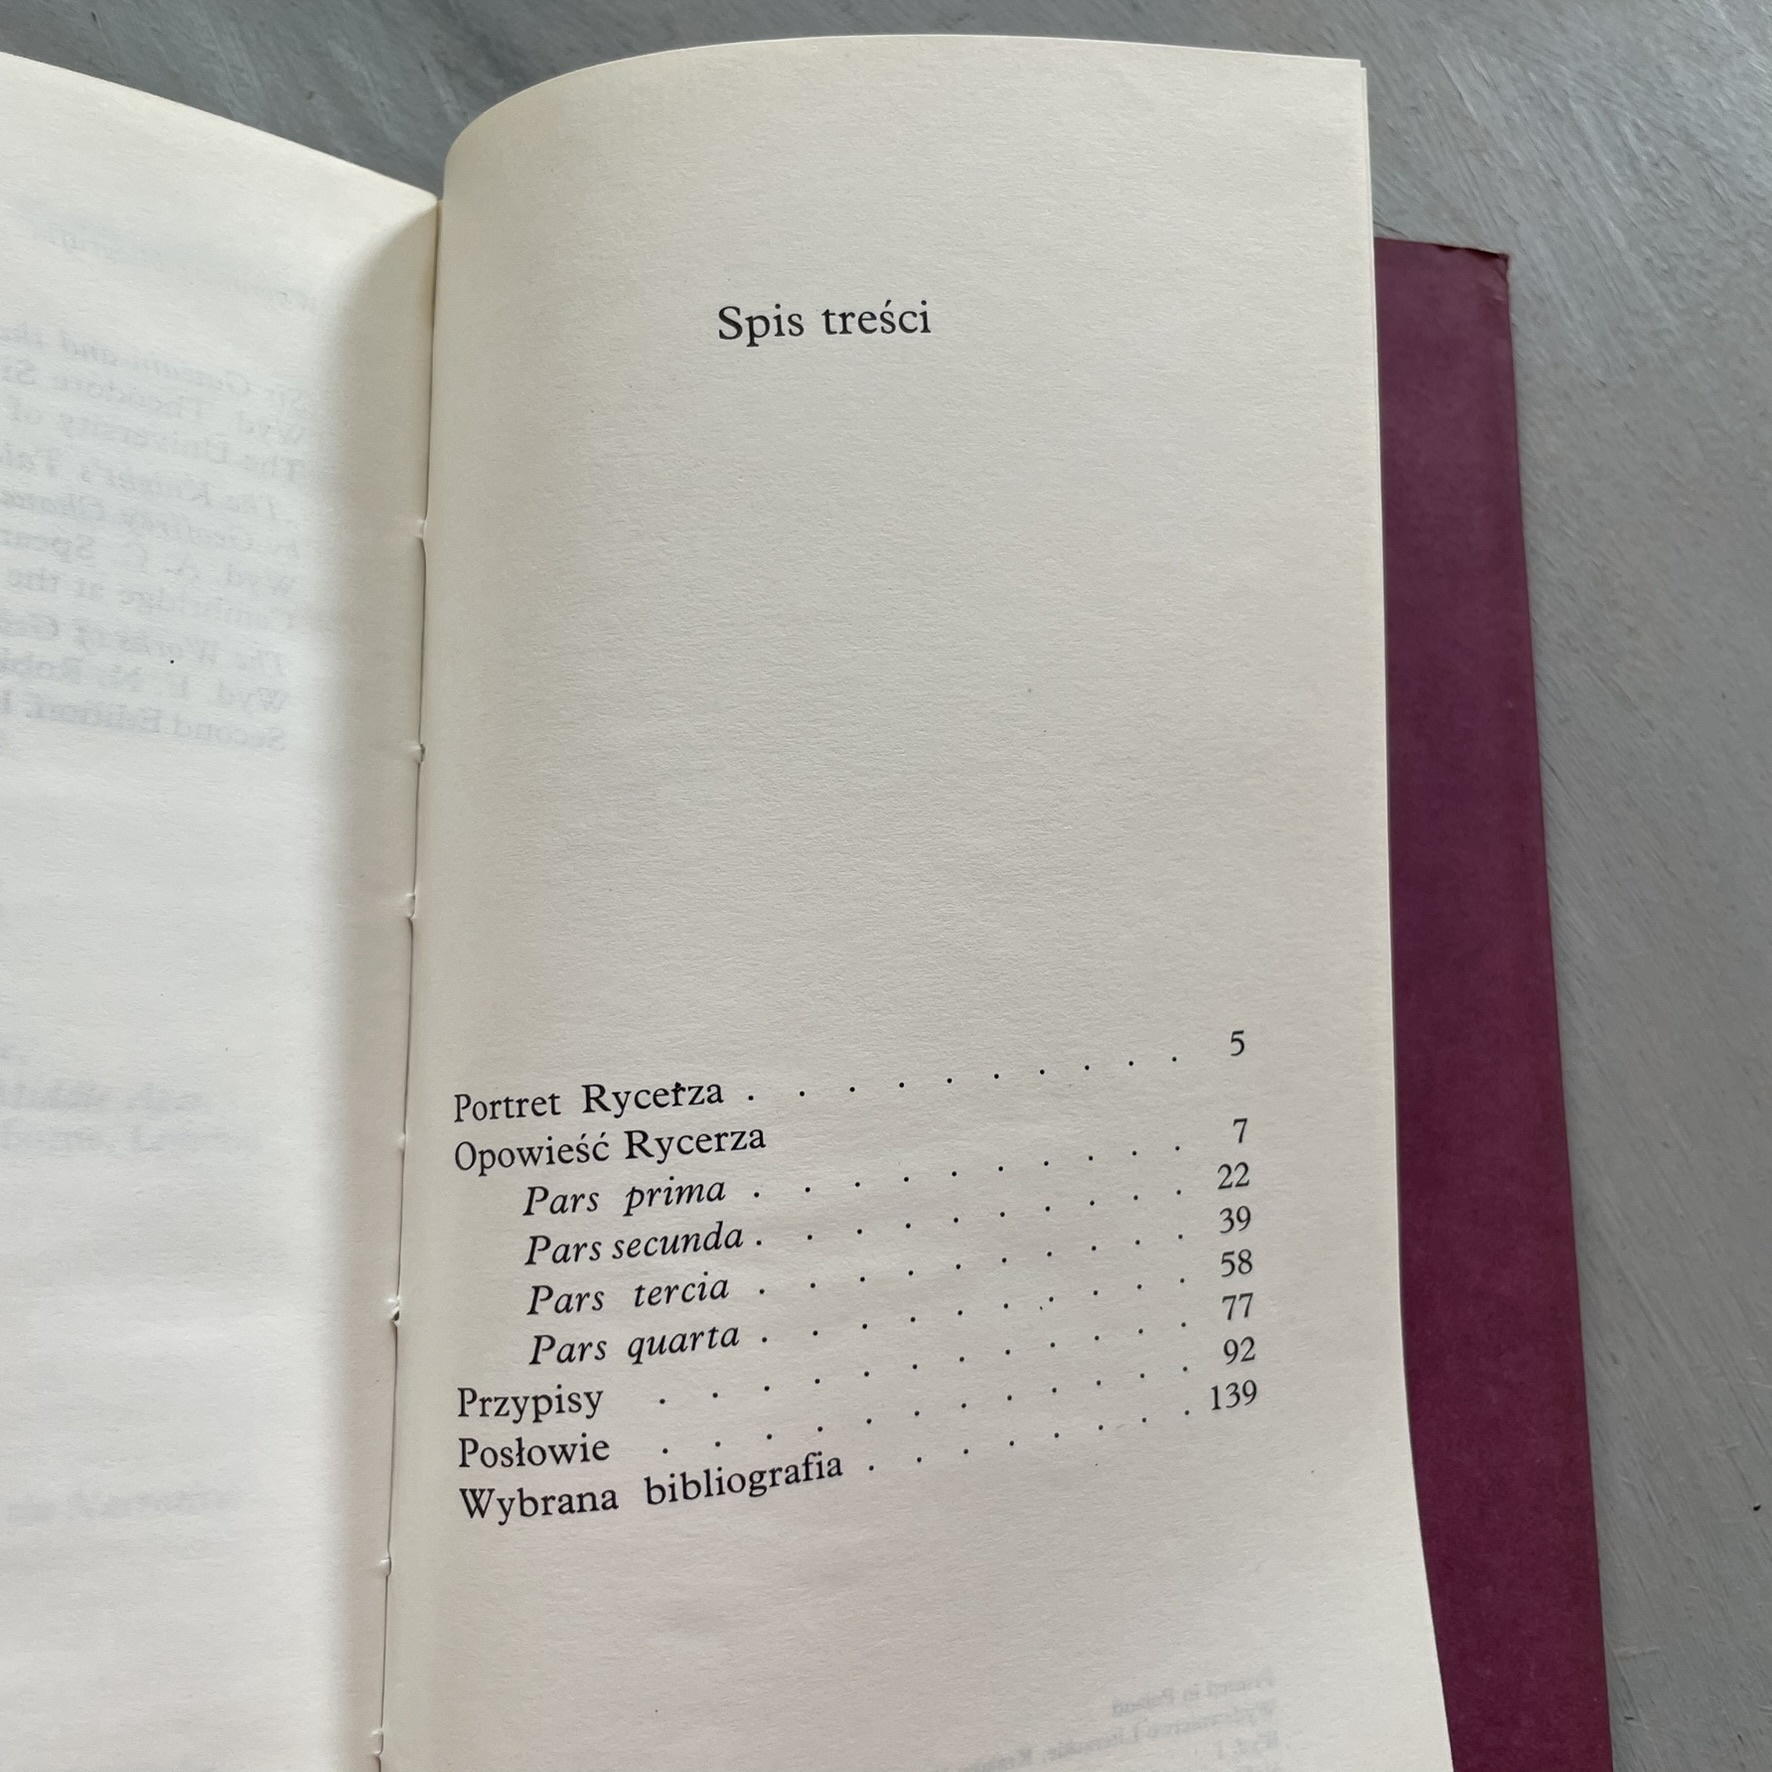 Spis treści
Portret Rycerza . . . . . . . . . . 5
Opowieść Rycerza
Pars prima . . . . . . . . . . 7
Pars secunda . . . . . . . . . . 22
Pars tercia . . . . . . . . . . 39
Pars quarta . . . . . . . . . . 58
Przypisy . . . . . . . . . . . . 77
Posłowie . . . . . . . . . . . . 92
Wybrana bibliografia . . . . . . . . 139